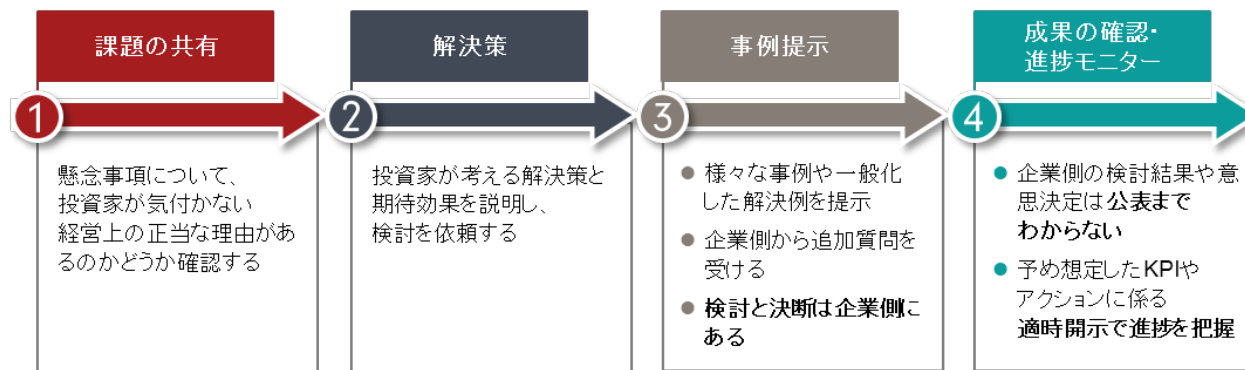 課題の共有
1
懸念事項について、
投資家が気付かない
経営上の正当な理由があ
るのかどうか確認する
解決策
2
投資家が考える解決策と
期待効果を説明し、
検討を依頼する
事例提示
3
● 様々な事例や一般化
した解決例を提示
● 企業側から追加質問を
受ける
● 検討と決断は企業側に
ある
成果の確認・
進捗モニター
4
● 企業側の検討結果や意
思決定は公表まで
わからない
● 予め想定したKPIや
アクションに係る
適時開示で進捗を把握